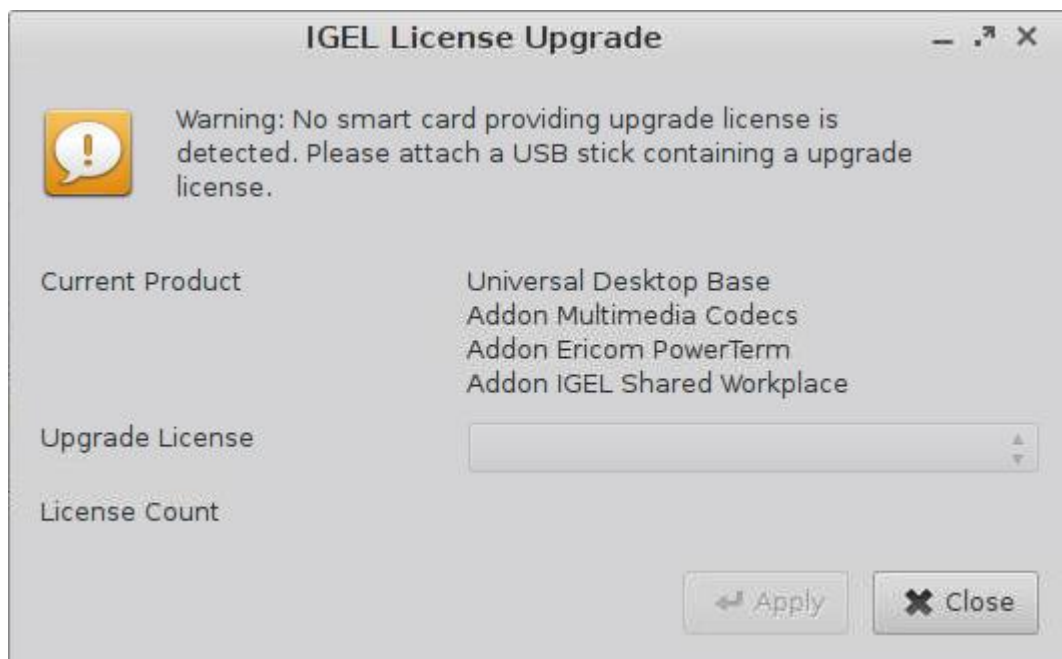 IGEL License Upgrade
Warning: No smart card providing upgrade license is
detected. Please attach a USB stick containing a upgrade
license.
Current Product
Universal Desktop Base
Addon Multimedia Codecs
Addon Ericom PowerTerm
Addon IGEL Shared Workplace
Upgrade License
License Count
Apply
Close